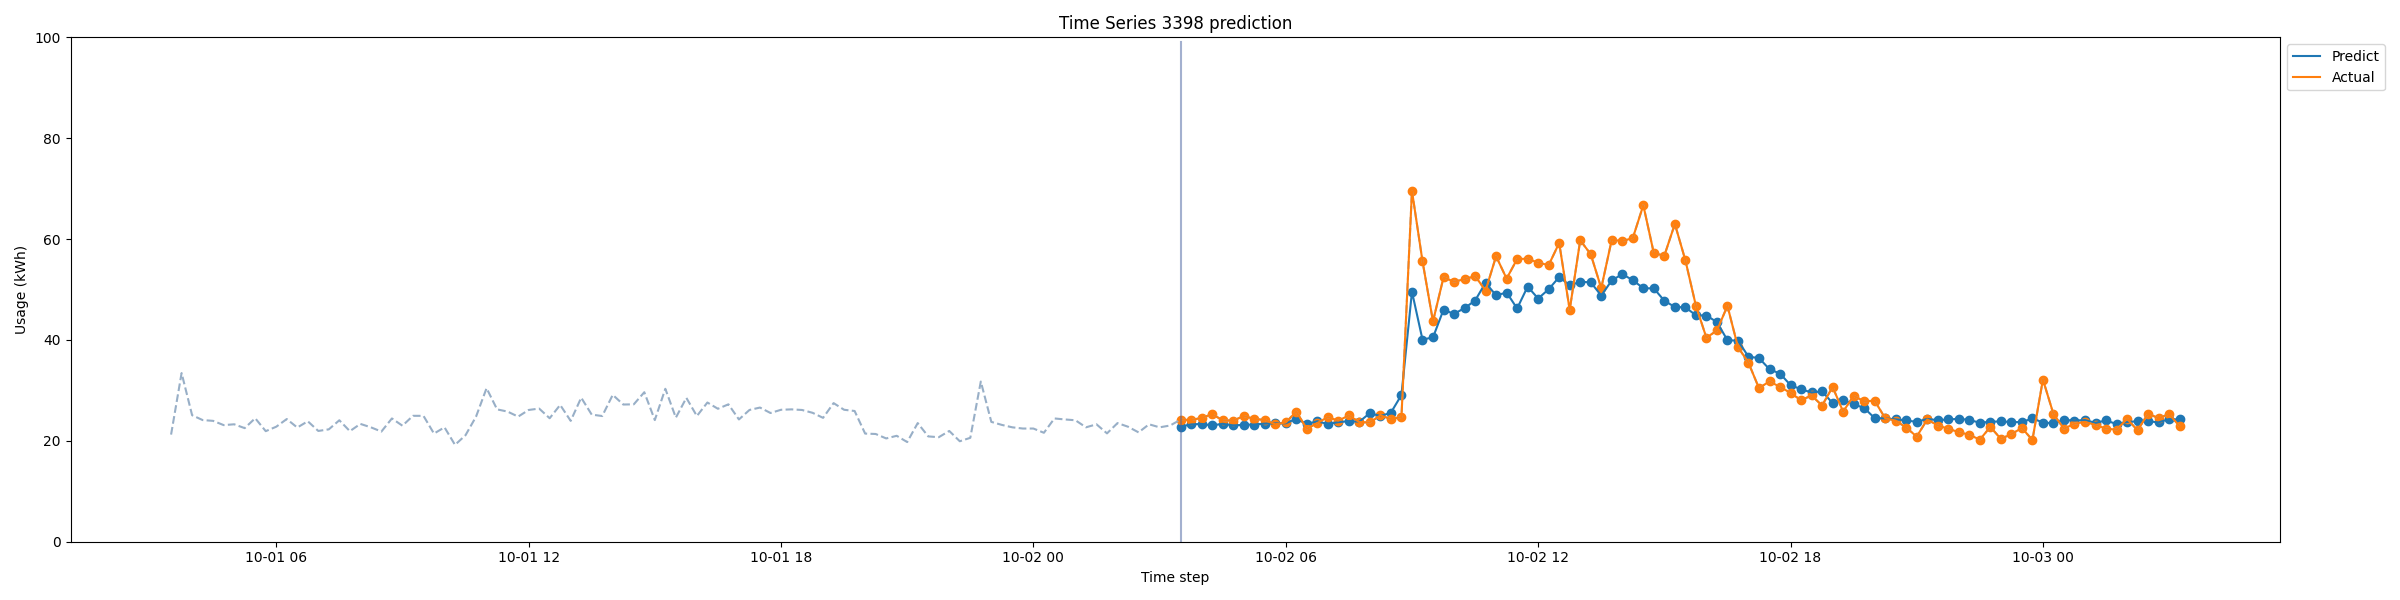 Time Series 3398 prediction
100
80
60
40
20
0
Usage (kWh)
10-01 06
10-01 12
10-01 18
10-02 00
10-02 06
10-02 12
10-02 18
10-03 00
Time step
Predict
Actual